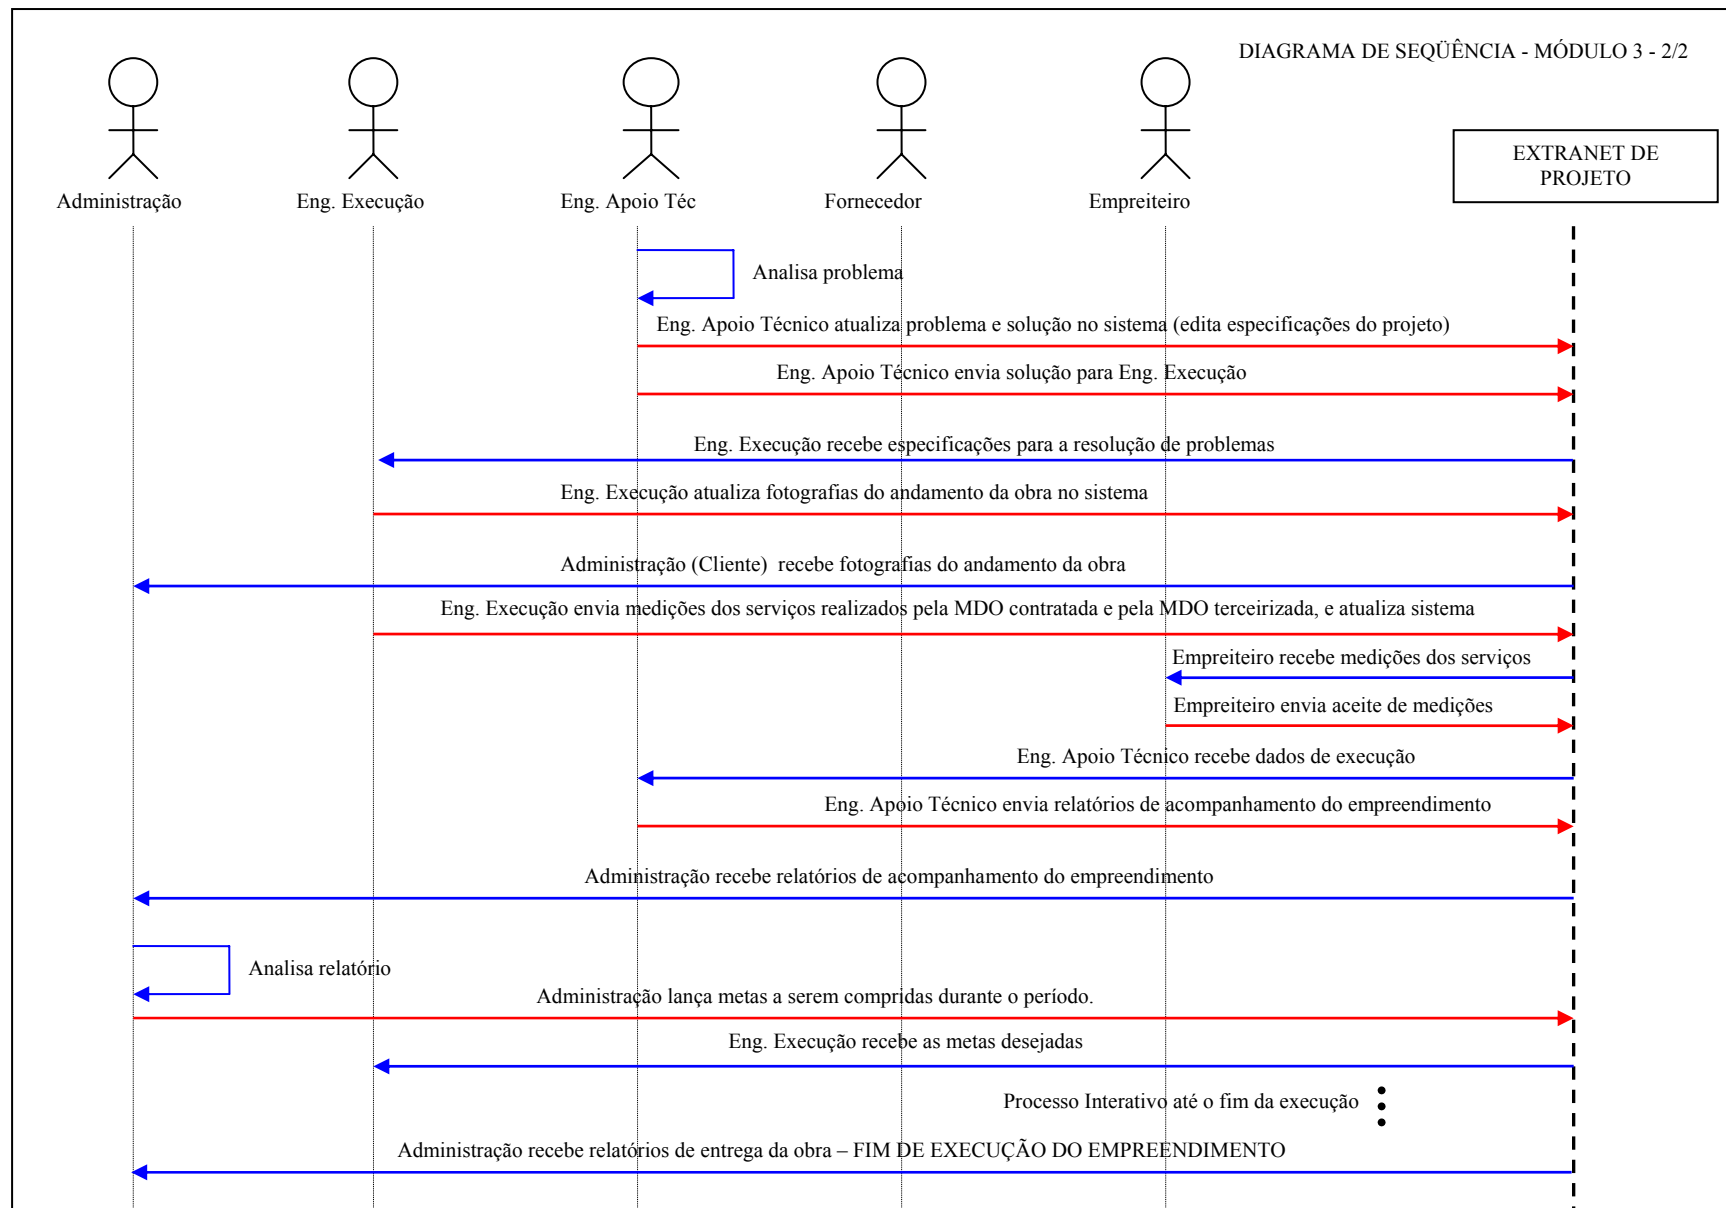 DIAGRAMA DE SEQÜÊNCIA - MÓDULO 3 - 2/2
EXTRANET DE
PROJETO
Administração
Eng. Execução
Eng. Apoio Téc
Fornecedor
Empreiteiro
Analisa problema
Eng. Apoio Técnico atualiza problema e solução no sistema (edita especificações do projeto)
Eng. Apoio Técnico envia solução para Eng. Execução
Eng. Execução recebe especificações para a resolução de problemas
Eng. Execução atualiza fotografias do andamento da obra no sistema
Administração (Cliente) recebe fotografias do andamento da obra
Eng. Execução envia medições dos serviços realizados pela MDO contratada e pela MDO terceirizada, e atualiza sistema
Empreiteiro recebe medições dos serviços
Empreiteiro envia aceite de medições
Eng. Apoio Técnico recebe dados de execução
Eng. Apoio Técnico envia relatórios de acompanhamento do empreendimento
Administração recebe relatórios de acompanhamento do empreendimento
Analisa relatório
Administração lança metas a serem compridas durante o período.
Eng. Execução recebe as metas desejadas
Processo Interativo até o fim da execução
Administração recebe relatórios de entrega da obra – FIM DE EXECUÇÃO DO EMPREENDIMENTO